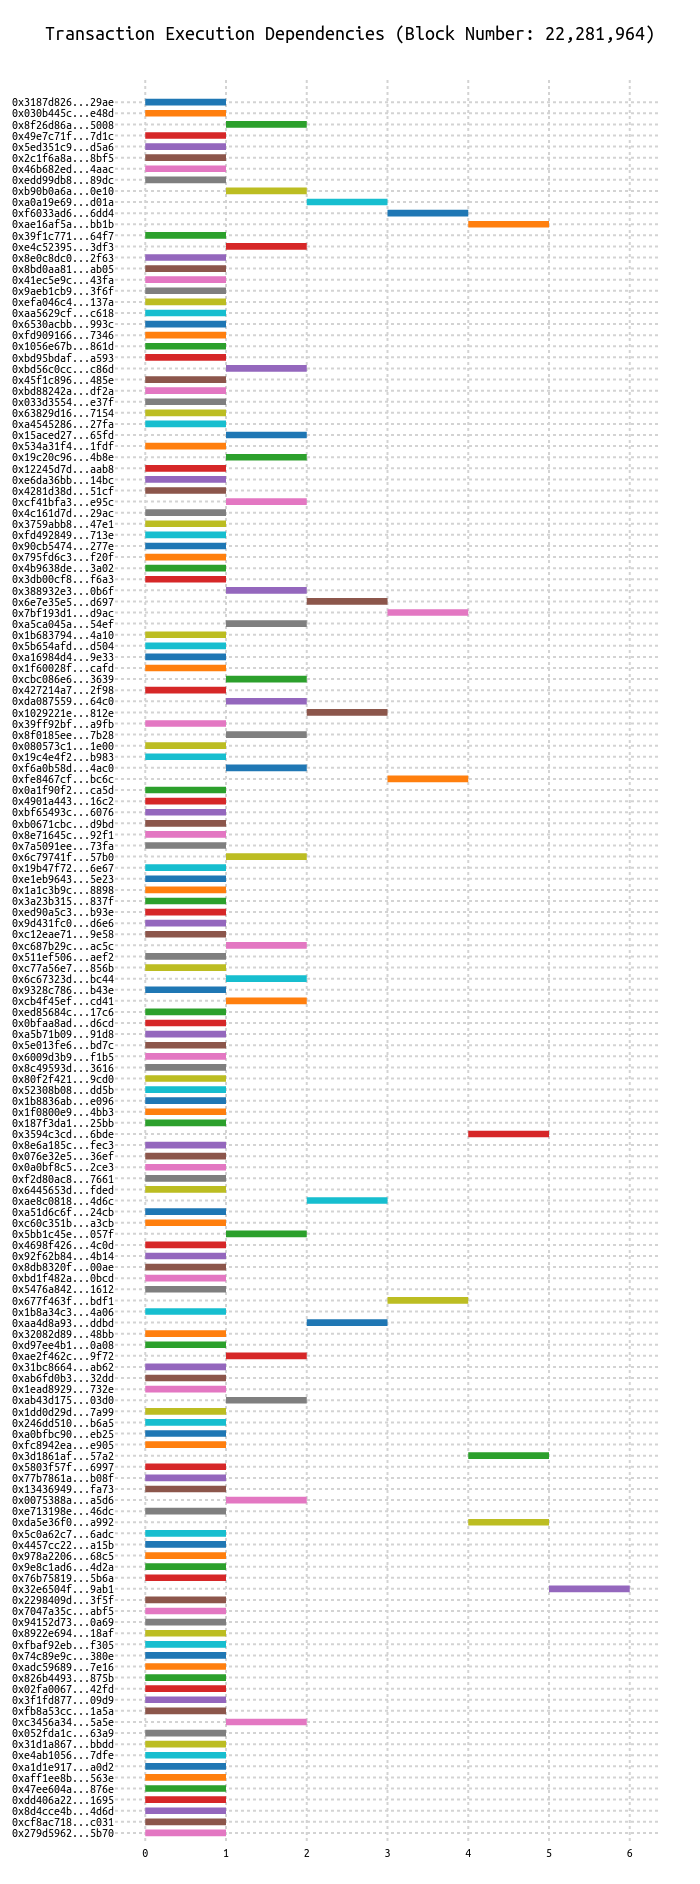 Transaction Execution Dependencies (Block Number: 22,281,964)
0x3187d826...29ae
0x030b445c...e48d
0x8f26d86a...5008
0x49e7c71f...7d1c
0x5ed351c9...d5a6
0x2c1f6a8a...8bf5
0x46b682ed...4aac
0xedd99db8...89dc
0xb90b0a6a...0e10
0xa0a19e69...d01a
0xf6033ad6...6dd4
0xae16af5a...bb1b
0x39f1c771...64f7
0xe4c52395...3df3
0x8e0c8dc0...2f63
0x8bd0aa81...ab05
0x41ec5e9c...43fa
0x9aeb1cb9...3f6f
0xefa046c4...137a
0xaa5629cf...c618
0x6530acbb...993c
0xfd909166...7346
0x1056e67b...861d
0xbd95bdaf...a593
0xbd56c0cc...c86d
0x45f1c896...485e
0xbd88242a...df2a
0x033d3554...e37f
0x63829d16...7154
0xa4545286...27fa
0x15aced27...65fd
0x534a31f4...1fdf
0x19c20c96...4b8e
0x12245d7d...aab8
0xe6da36bb...14bc
0x4281d38d...51cf
0xcf41bfa3...e95c
0x4c161d7d...29ac
0x3759abb8...47e1
0xfd492849...713e
0x90cb5474...277e
0x795fd6c3...f20f
0x4b9638de...3a02
0x3db00cf8...f6a3
0x388932e3...0b6f
0x6e7e35e5...d697
0x7bf193d1...d9ac
0xa5ca045a...54ef
0x1b683794...4a10
0x5b654afd...d504
0xa16984d4...9e33
0x1f60028f...cafd
0xcbc086e6...3639
0x427214a7...2f98
0xda087559...64c0
0x1029221e...812e
0x39ff92bf...a9fb
0x8f0185ee...7b28
0x080573c1...1e00
0x19c4e4f2...b983
0xf6a0b58d...4ac0
0xfe8467cf...bc6c
0x0a1f90f2...ca5d
0x4901a443...16c2
0xbf65493c...6076
0xb0671cbc...d9bd
0x8e71645c...92f1
0x7a5091ee...73fa
0x6c79741f...57b0
0x19b47f72...6e67
0xe1eb9643...5e23
0x1a1c3b9c...8898
0x3a23b315...837f
0xed90a5c3...b93e
0x9d431fc0...d6e6
0xc12eae71...9e58
0xc687b29c...ac5c
0x511ef506...aef2
0xc77a56e7...856b
0x6c67323d...bc44
0x9328c786...b43e
0xcb4f45ef...cd41
0xed85684c...17c6
0x0bfaa8ad...d6cd
0xa5b71b09...91d8
0x5e013fe6...bd7c
0x6009d3b9...f1b5
0x8c49593d...3616
0x80f2f421...9cd0
0x52308b08...dd5b
0x1b8836ab...e096
0x1f0800e9...4bb3
0x187f3da1...25bb
0x3594c3cd...6bde
0x8e6a185c...fec3
0x076e32e5...36ef
0x0a0bf8c5...2ce3
0xf2d80ac8...7661
0x6445653d...fded
0xae8c0818...4d6c
0xa51d6c6f...24cb
0xc60c351b...a3cb
0x5bb1c45e...057f
0x4698f426...4c0d
0x92f62b84...4b14
0x8db8320f...00ae
0xbd1f482a...0bcd
0x5476a842...1612
0x677f463f...bdf1
0x1b8a34c3...4a06
0xaa4d8a93...ddbd
0x32082d89...48bb
0xd97ee4b1...0a08
0xae2f462c...9f72
0x31bc8664...ab62
0xab6fd0b3...32dd
0x1ead8929...732e
0xab43d175...03d0
0x1dd0d29d...7a99
0x246dd510...b6a5
0xa0bfbc90...eb25
0xfc8942ea...e905
0x3d1861af...57a2
0x5803f57f...6997
0x77b7861a...b08f
0x13436949...fa73
0x0075388a...a5d6
0xe713198e...46dc
0xda5e36f0...a992
0x5c0a62c7...6adc
0x4457cc22...a15b
0x978a2206...68c5
0x9e8c1ad6...4d2a
0x76b75819...5b6a
0x32e6504f...9ab1
0x2298409d...3f5f
0x7047a35c...abf5
0x94152d73...0a69
0x8922e694...18af
0xfbaf92eb...f305
0x74c89e9c...380e
0xadc59689...7e16
0x826b4493...875b
0x02fa0067...42fd
0x3f1fd877...09d9
0xfb8a53cc...1a5a
0xc3456a34...5a5e
0x052fda1c...63a9
0x31d1a867...bbdd
0xe4ab1056...7dfe
0xa1d1e917...a0d2
0xaff1ee8b...563e
0x47ee604a...876e
0xdd406a22...1695
0x8d4cce4b...4d6d
0xcf8ac718...c031
0x279d5962...5b70
0 1 2 3 4 5 6